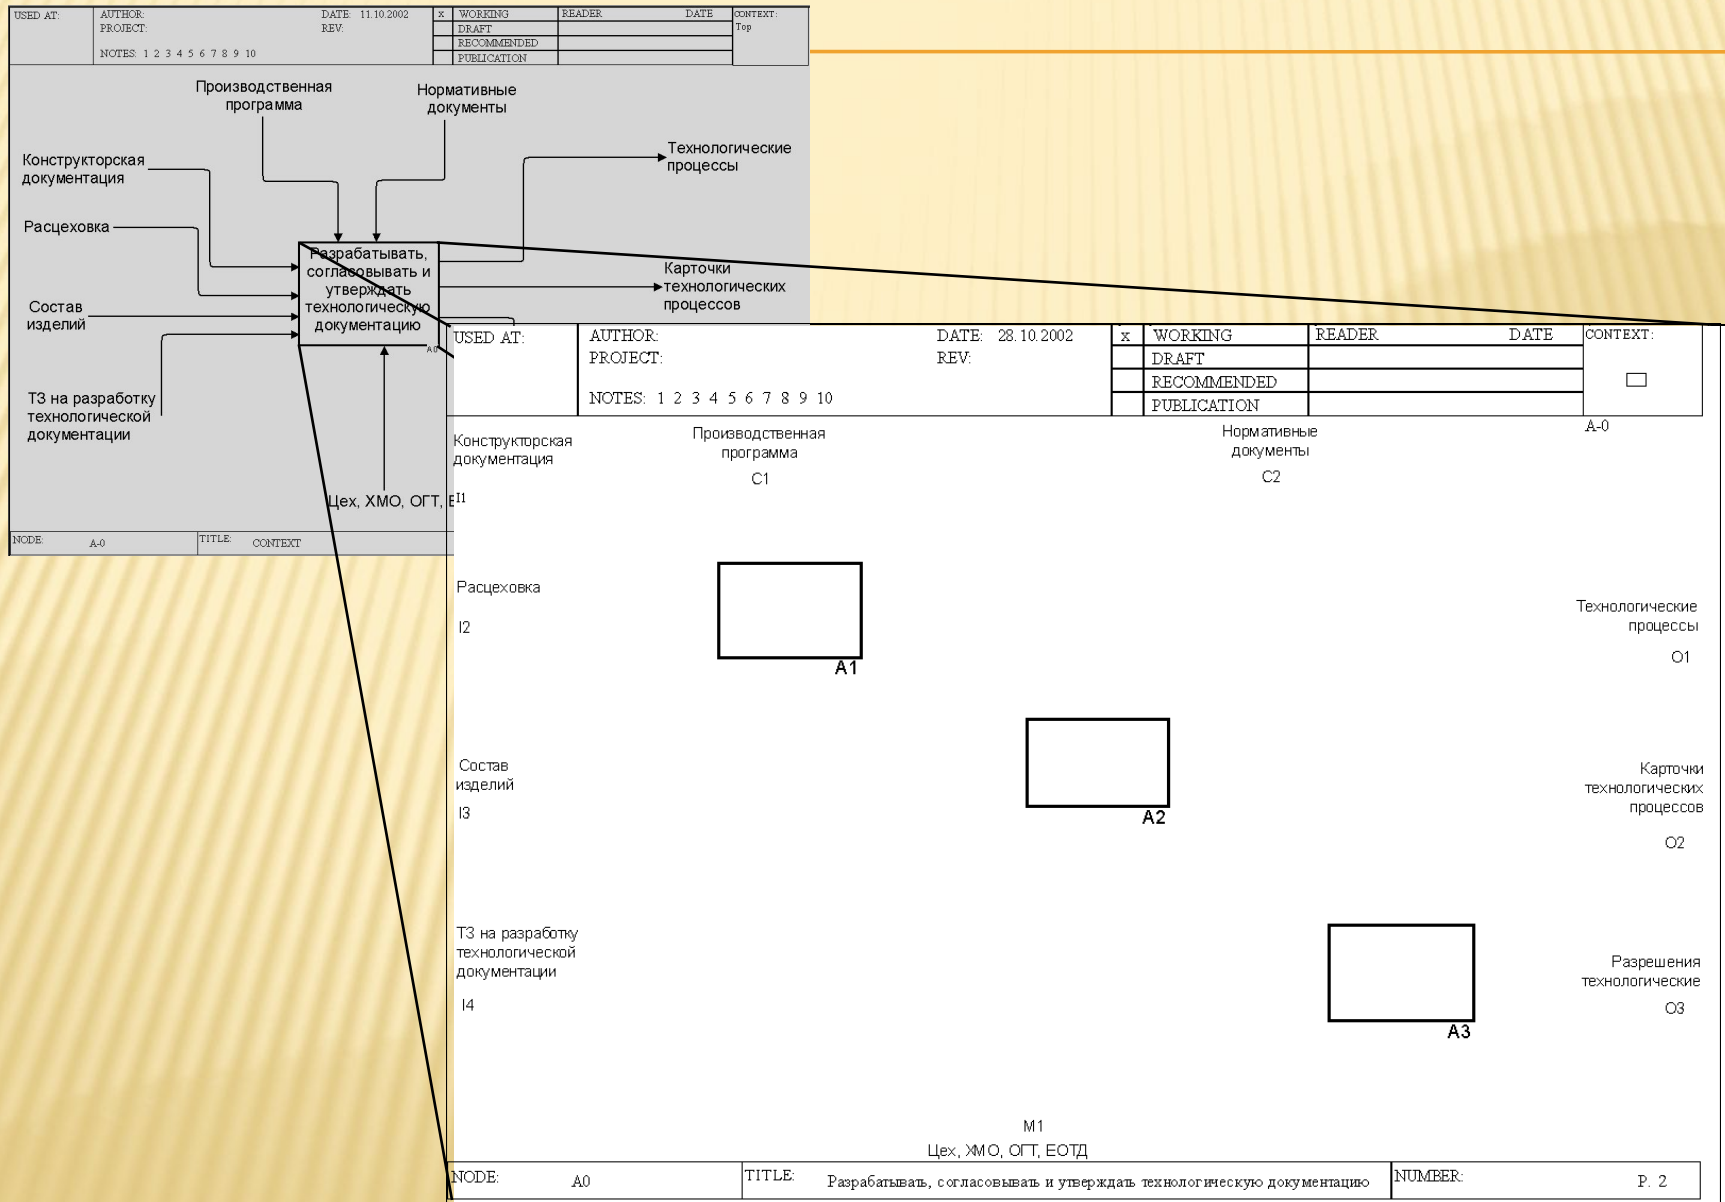 USED AT:
AUTHOR:
DATE: 11.10.2002
x WORKING
READER
DATE
CONTEXT:
PROJECT:
REV:
DRAFT
Top
RECOMMENDED
NOTES: 1 2 3 4 5 6 7 8 9 10
PUBLICATION
Производственная
программа
Нормативные
документы
Конструкторская
документация
Технологические
процессы
Расцеховка
Разрабатывать,
согласовывать и
утверждать
технологическую
документацию
A0
Карточки
технологических
процессов
Состав
изделий
ТЗ на разработку
технологической
документации
Цех, ХМО, ОГТ,
NODE:
A-0
TITLE:
CONTEXT
USED AT:
AUTHOR:
DATE: 28.10.2002
x WORKING
READER
DATE
CONTEXT:
PROJECT:
REV:
DRAFT
RECOMMENDED
NOTES: 1 2 3 4 5 6 7 8 9 10
PUBLICATION
A-0
Конструкторская
документация
I1
Производственная
программа
C1
Нормативные
документы
C2
Расцеховка
I2
A1
Технологические
процессы
O1
Состав
изделий
I3
A2
Карточки
технологических
процессов
O2
ТЗ на разработку
технологической
документации
I4
A3
Разрешения
технологические
O3
M1
Цех, ХМО, ОГТ, ЕОТД
NODE:
A0
TITLE:
Разрабатывать, согласовывать и утверждать технологическую документацию
NUMBER:
P. 2